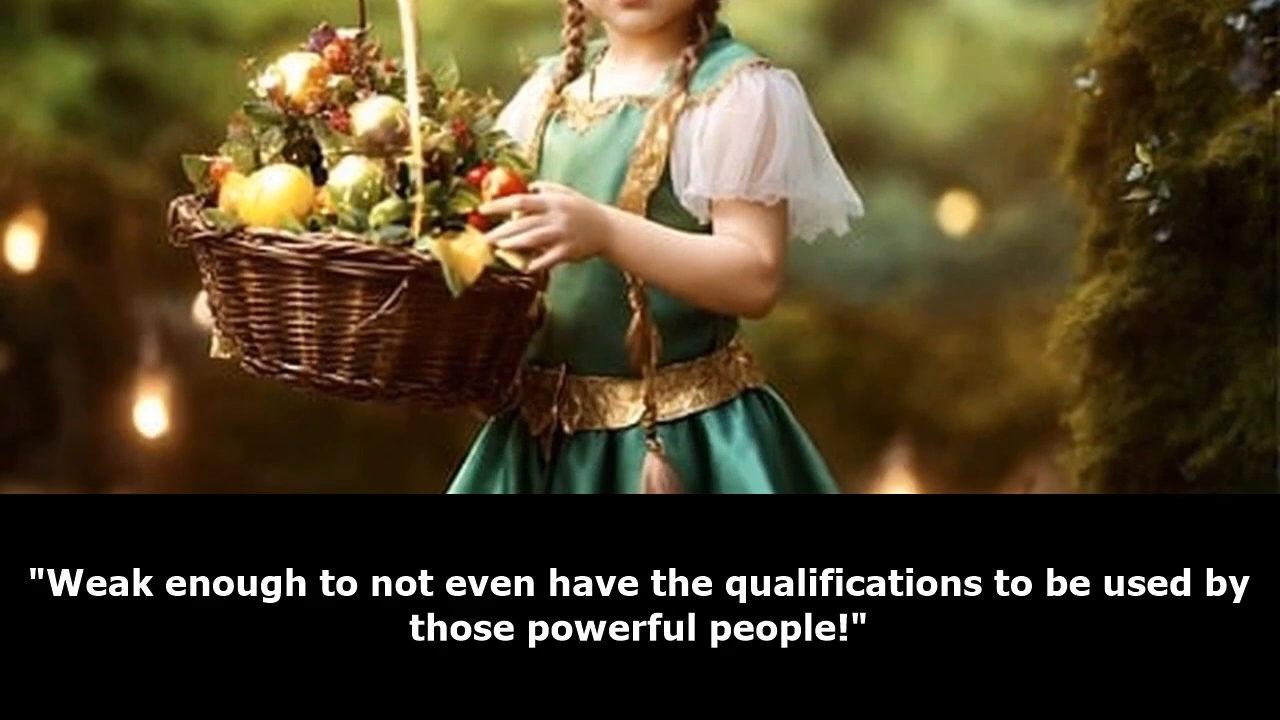 "Weak enough to not even have the qualifications to be used by
those powerful people!"